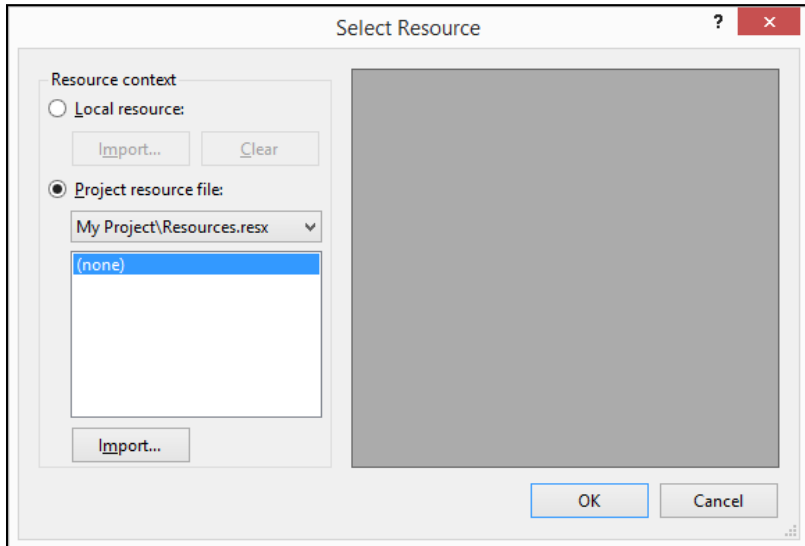 Select Resource
?
Resource context
Local resource:
Import...
Clear
Project resource file:
My Project\Resources.resx
(none)
Import...
OK
Cancel